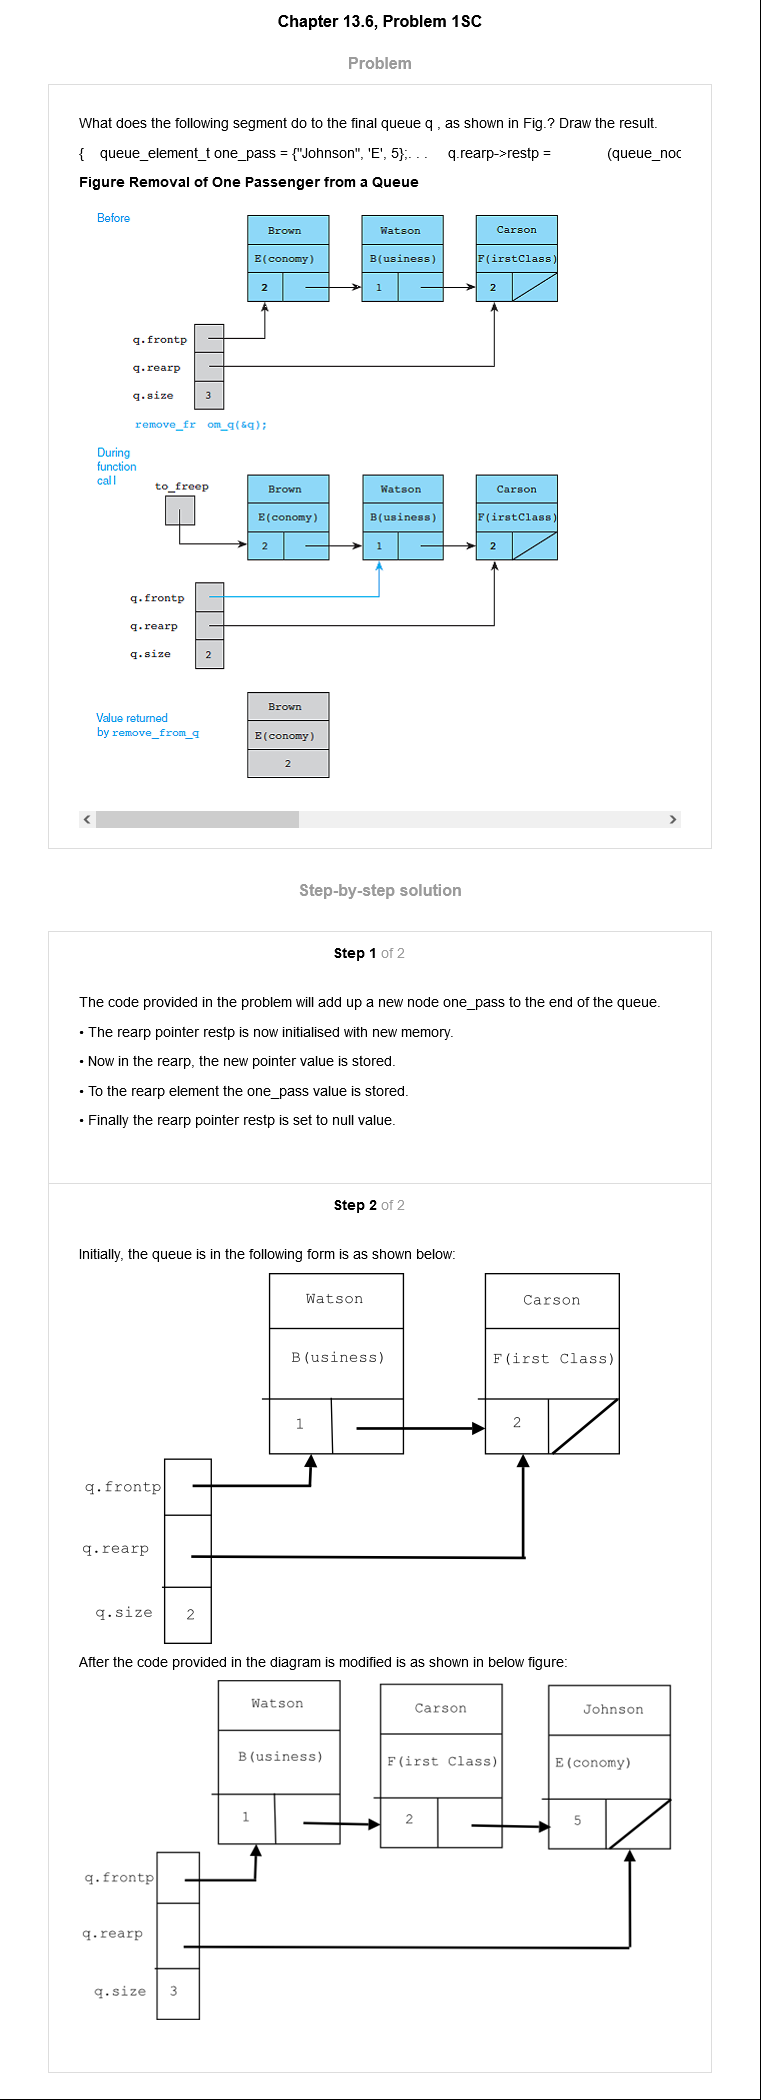 Chapter 13.6, Problem 1SC
Problem
What does the following segment do to the final queue q , as shown in Fig.? Draw the result.
{ queue_element_t one_pass = {"Johnson", 'E', 5};. . . q.rearp->restp = (queue_noc
Figure Removal of One Passenger from a Queue
Before
Brown Watson Carson
E(conomy) B(usiness) F(irstClass)
2 1 2
q.frontp
q.rearp
q.size 3
remove_fr om_q(&q);
During
function
call
to_freep
Brown Watson Carson
E(conomy) B(usiness) F(irstClass)
2 1 2
q.frontp
q.rearp
q.size 2
Brown
Value returned
by remove_from_q
E(conomy)
2
Step-by-step solution
Step 1 of 2
The code provided in the problem will add up a new node one_pass to the end of the queue.
• The rearp pointer restp is now initialised with new memory.
• Now in the rearp, the new pointer value is stored.
• To the rearp element the one_pass value is stored.
• Finally the rearp pointer restp is set to null value.
Step 2 of 2
Initially, the queue is in the following form is as shown below:
Watson Carson
B(usiness) F(irst Class)
1 2
q.frontp
q.rearp
q.size 2
After the code provided in the diagram is modified is as shown in below figure:
Watson Carson Johnson
B(usiness) F(irst Class) E(conomy)
1 2 5
q.frontp
q.rearp
q.size 3